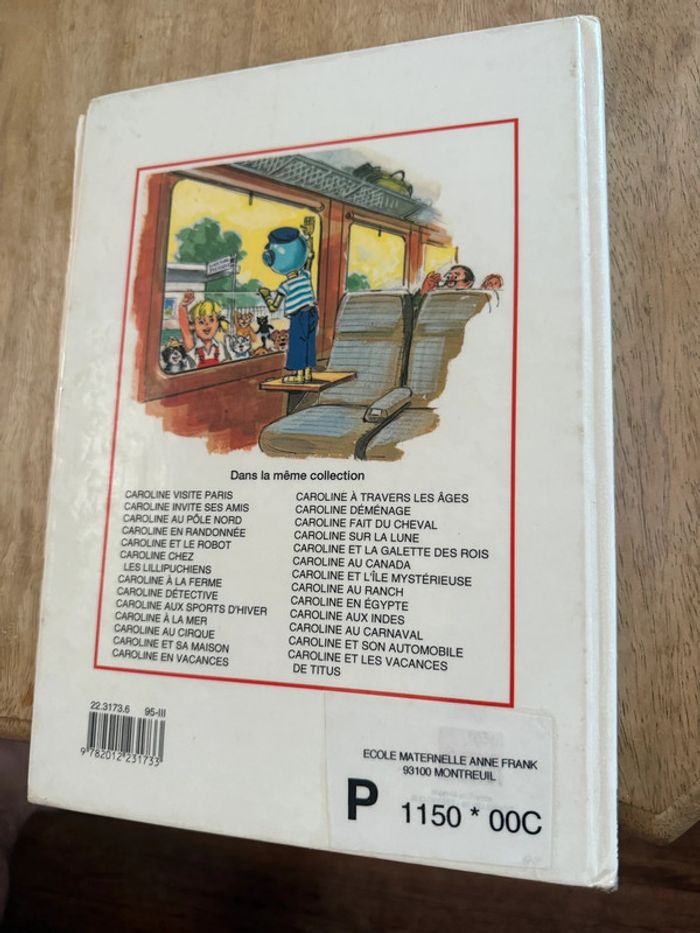 Dans la même collection
CAROLINE VISITE PARIS
CAROLINE INVITE SES AMIS
CAROLINE AU PÔLE NORD
CAROLINE EN RANDONNÉE
CAROLINE ET LE ROBOT
CAROLINE CHEZ
LES LILLIPUCHIENS
CAROLINE À LA FERME
CAROLINE DÉTECTIVE
CAROLINE AUX SPORTS D'HIVER
CAROLINE À LA MER
CAROLINE AU CIRQUE
CAROLINE ET SA MAISON
CAROLINE EN VACANCES
CAROLINE À TRAVERS LES ÂGES
CAROLINE DÉMÉNAGE
CAROLINE FAIT DU CHEVAL
CAROLINE SUR LA LUNE
CAROLINE ET LA GALETTE DES ROIS
CAROLINE AU CANADA
CAROLINE ET L'ÎLE MYSTÉRIEUSE
CAROLINE AU RANCH
CAROLINE EN ÉGYPTE
CAROLINE AUX INDES
CAROLINE AU CARNAVAL
CAROLINE ET SON AUTOMOBILE
CAROLINE ET LES VACANCES
DE TITUS
22.3173.6 95-III
9 782012 231733
ECOLE MATERNELLE ANNE FRANK
93100 MONTREUIL
P 1150 * 00C